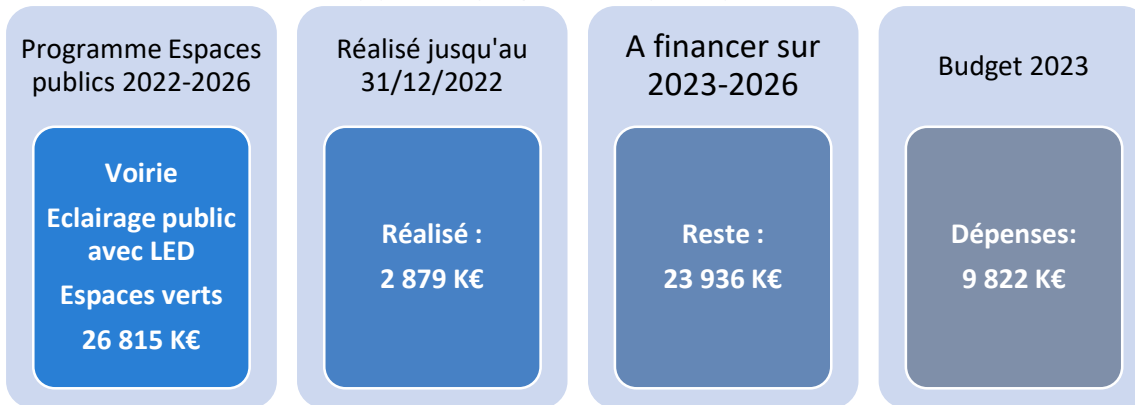 Programme Espaces
publics 2022-2026
Voirie
Eclairage public
avec LED
Espaces verts
26 815 K€
Réalisé jusqu'au
31/12/2022
Réalisé :
2 879 K€
A financer sur
2023-2026
Reste :
23 936 K€
Budget 2023
Dépenses:
9 822 K€